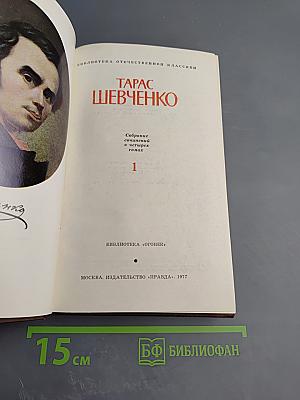 БИБЛИОТЕКА ОТЕЧЕСТВЕННОЙ КЛАССИКИ
ТАРАС
ШЕВЧЕНКО
Собрание
сочинений
в четырех
томах
1
БИБЛИОТЕКА «ОГОНЕК»
МОСКВА. ИЗДАТЕЛЬСТВО «ПРАВДА». 1977
15 см
БФ БИБЛИОФАН